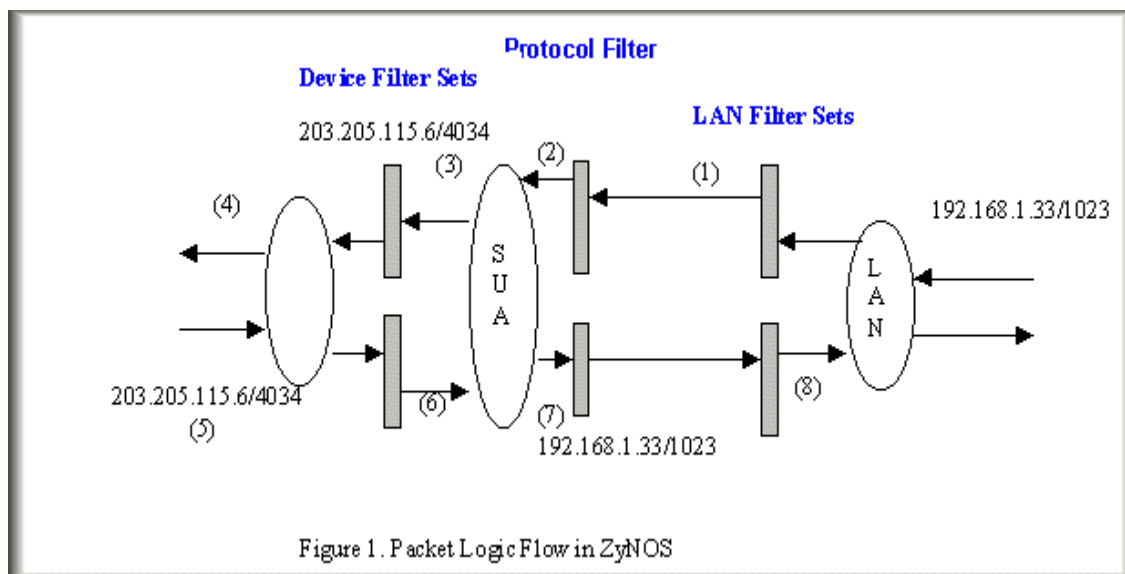 Protocol Filter
Device Filter Sets
LAN Filter Sets
203.205.115.6/4034
(2)
(3)
(1)
(4)
192.168.1.33/1023
SUA
LAN
203.205.115.6/4034
(5)
(6)
(7)
(8)
192.168.1.33/1023
Figure 1. Packet Logic Flow in ZyNOS